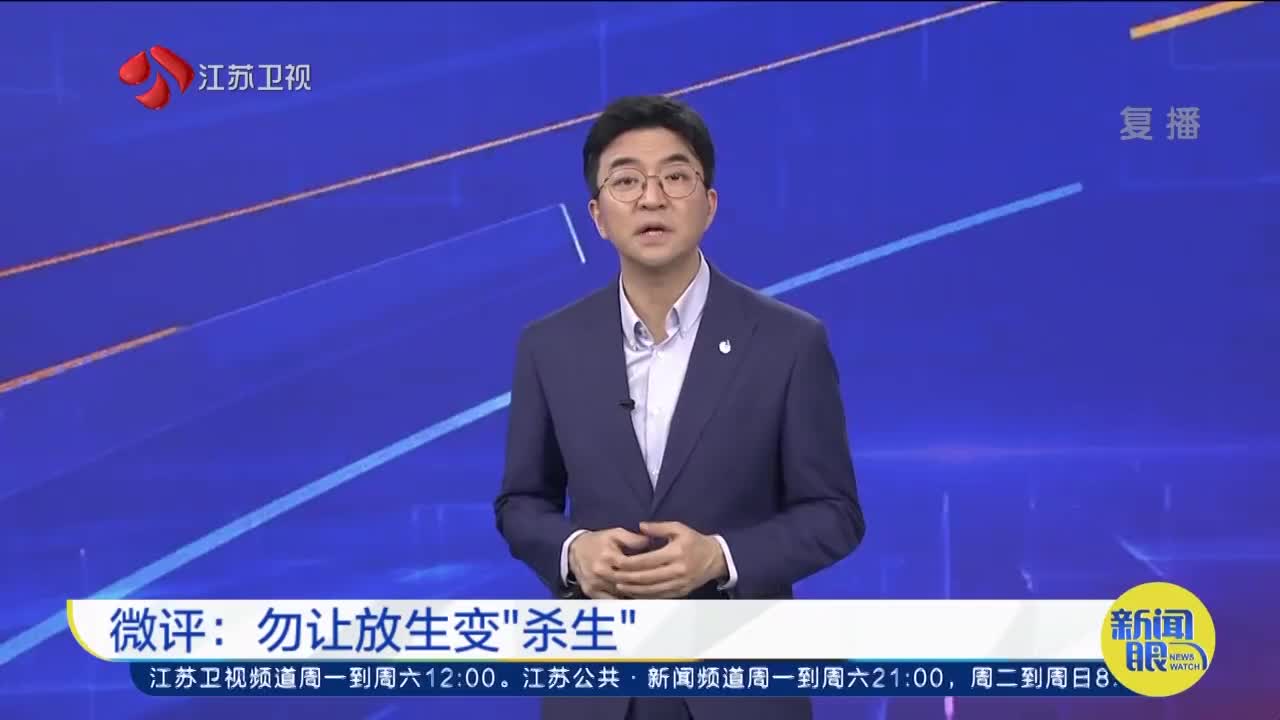 江苏卫视
复播
微评：勿让放生变"杀生"
新闻眼
NEWS WATCH
江苏卫视频道周一到周六12:00。江苏公共·新闻频道周一到周六21:00，周二到周日8: